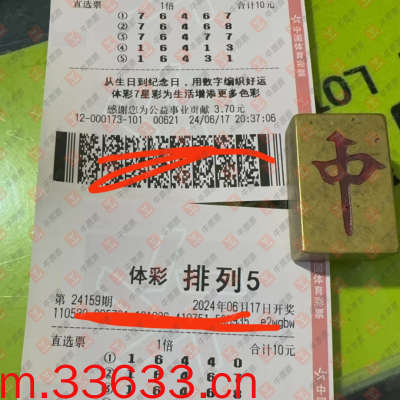 直选票 1倍 合计10元
① 7 6 4 6 7
② 7 6 4 6 8
③ 7 6 4 7 7
④ 1 6 4 1 3
⑤ 1 6 4 3 1
从生日到纪念日，用数字编织好运
体彩7星彩为生活增添更多色彩
感谢您为公益事业贡献 3.70元
12-000173-101 00621 24/06/17 20:37:06
中
体彩 排列5
第 24159期 2024年06月17日开奖
e2wgbw
直选票 1倍 合计10元
① 1 6 4 4 0
m.33633.cn
中国体育彩票